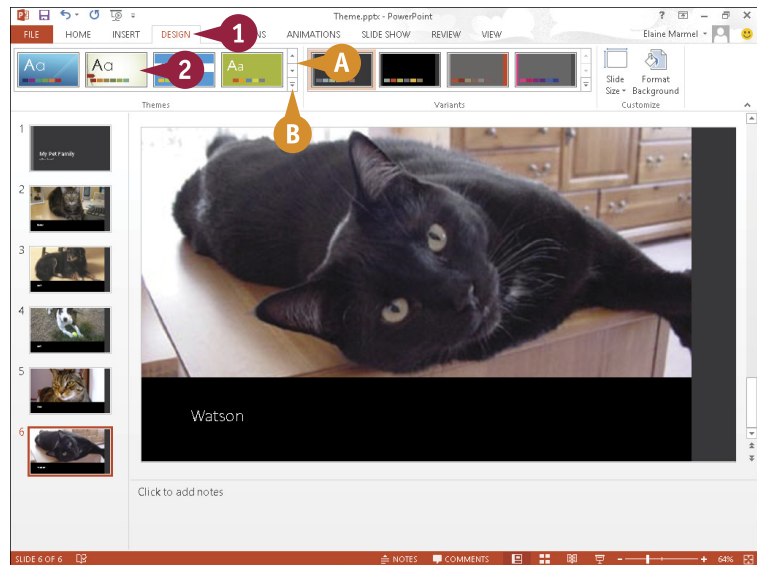 Theme.pptx - PowerPoint
?
FILE HOME INSERT DESIGN ANIMATIONS SLIDE SHOW REVIEW VIEW Elaine Marmel
1
Aa Aa Aa
2
A
B
Slide Size
Format Background
Themes Variants Customize
1
My Pet Family
2
3
4
5
6
Watson
Click to add notes
SLIDE 6 OF 6 NOTES COMMENTS 64%